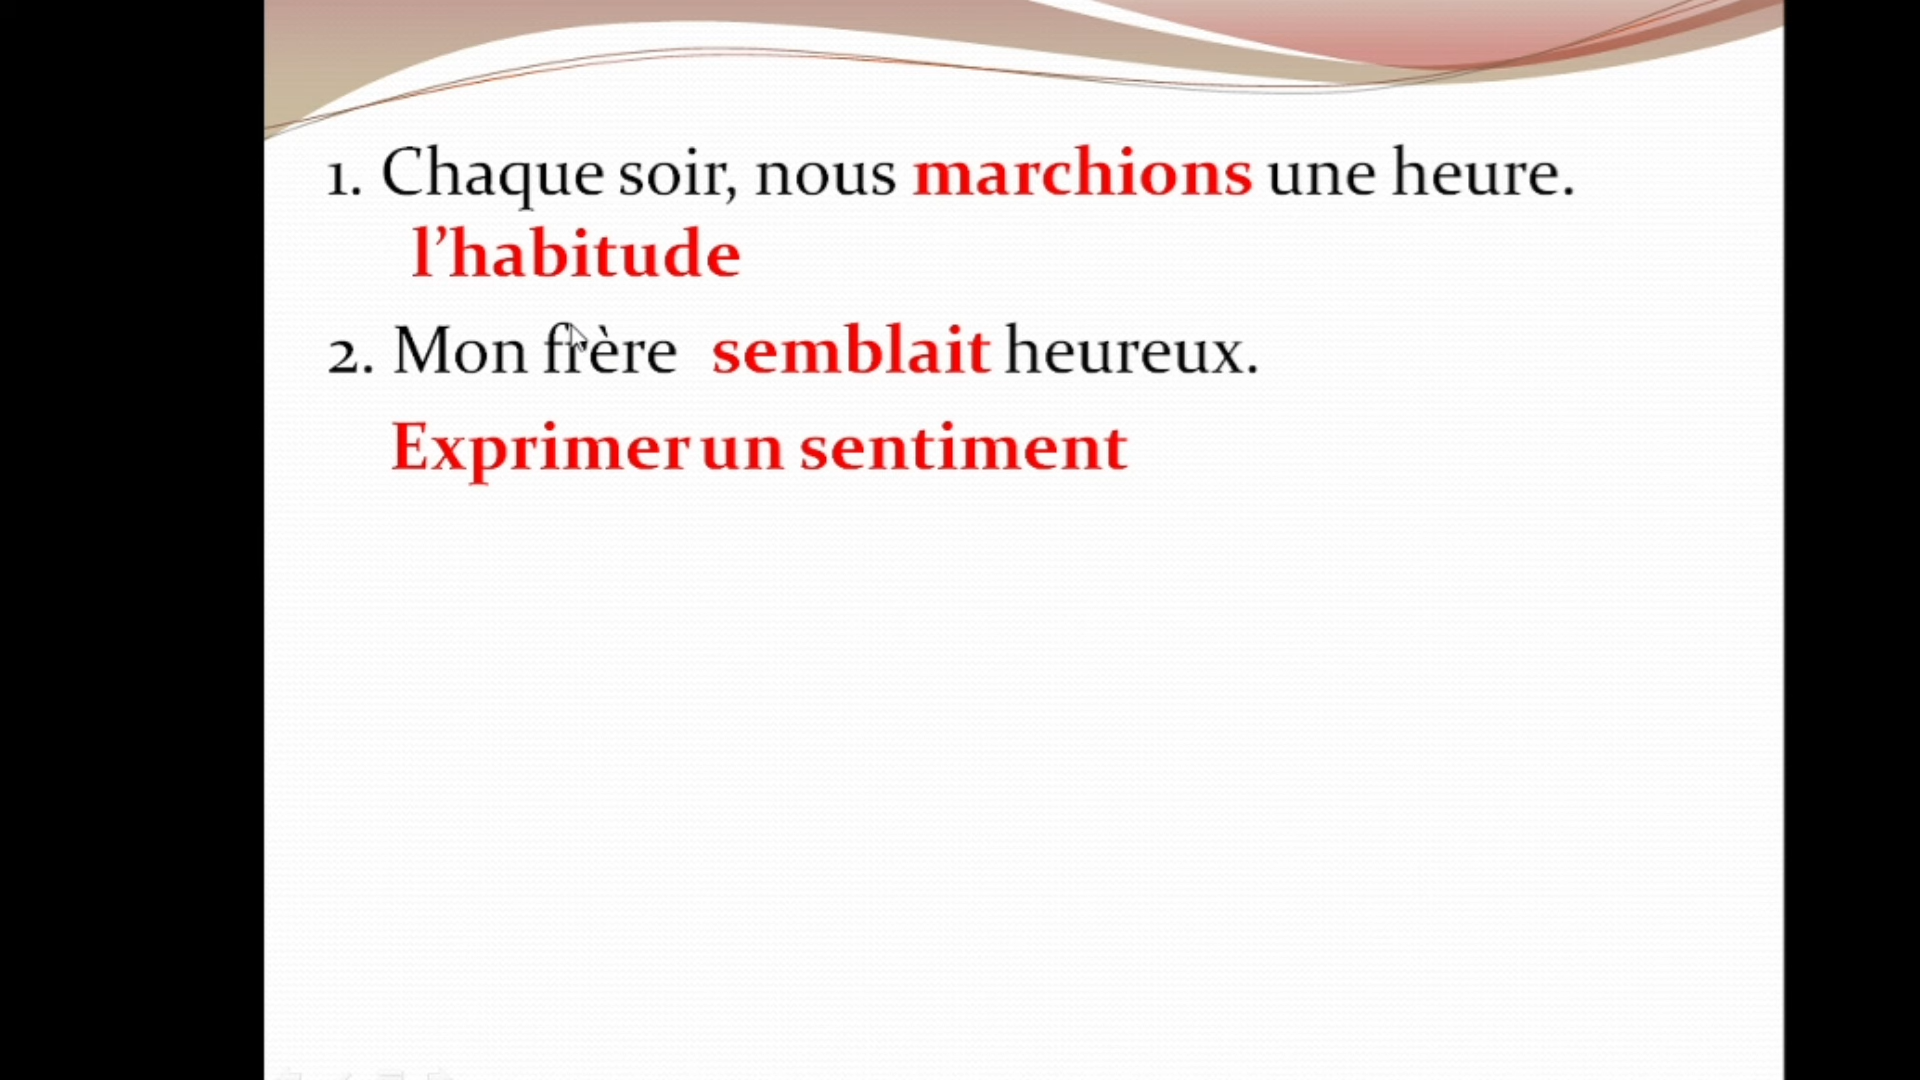 1. Chaque soir, nous marchions une heure.
l’habitude
2. Mon frère semblait heureux.
Exprimer un sentiment